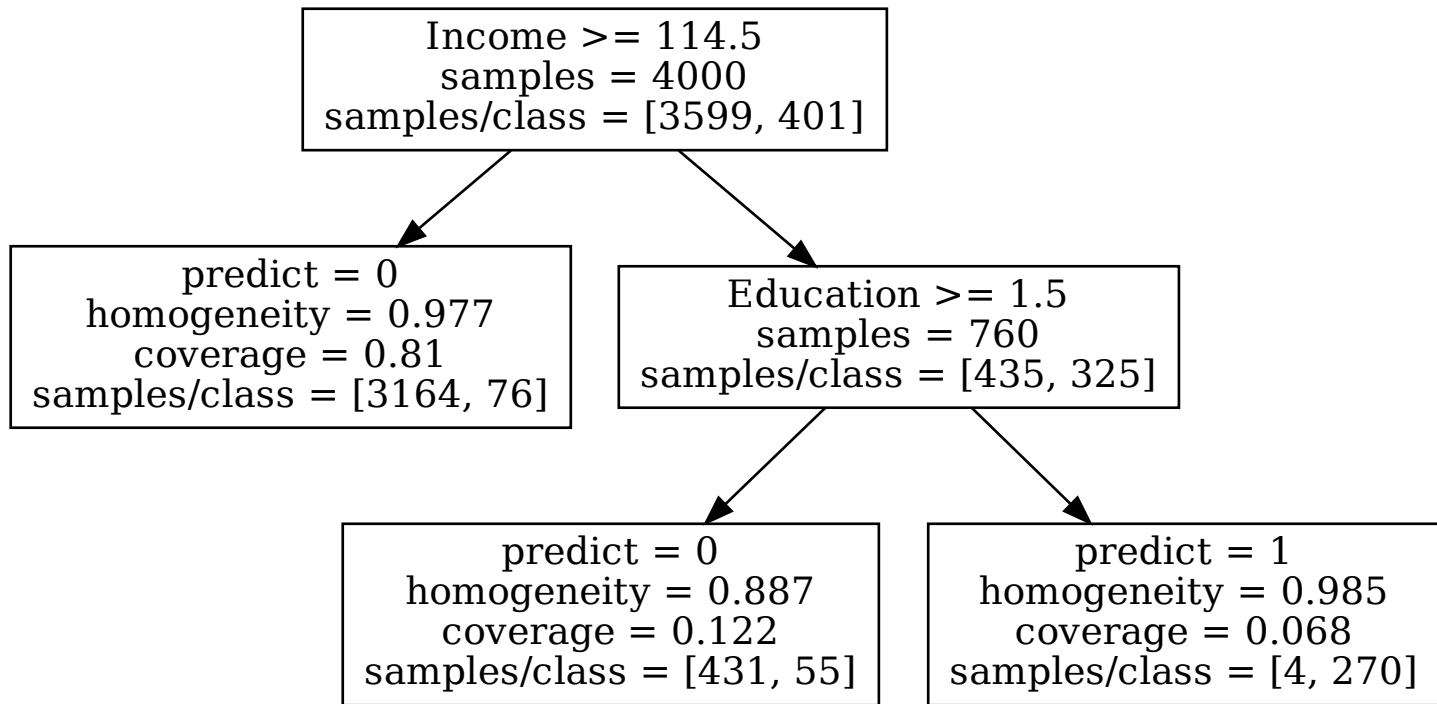 Income >= 114.5
samples = 4000
samples/class = [3599, 401]
predict = 0
homogeneity = 0.977
coverage = 0.81
samples/class = [3164, 76]
Education >= 1.5
samples = 760
samples/class = [435, 325]
predict = 0
homogeneity = 0.887
coverage = 0.122
samples/class = [431, 55]
predict = 1
homogeneity = 0.985
coverage = 0.068
samples/class = [4, 270]